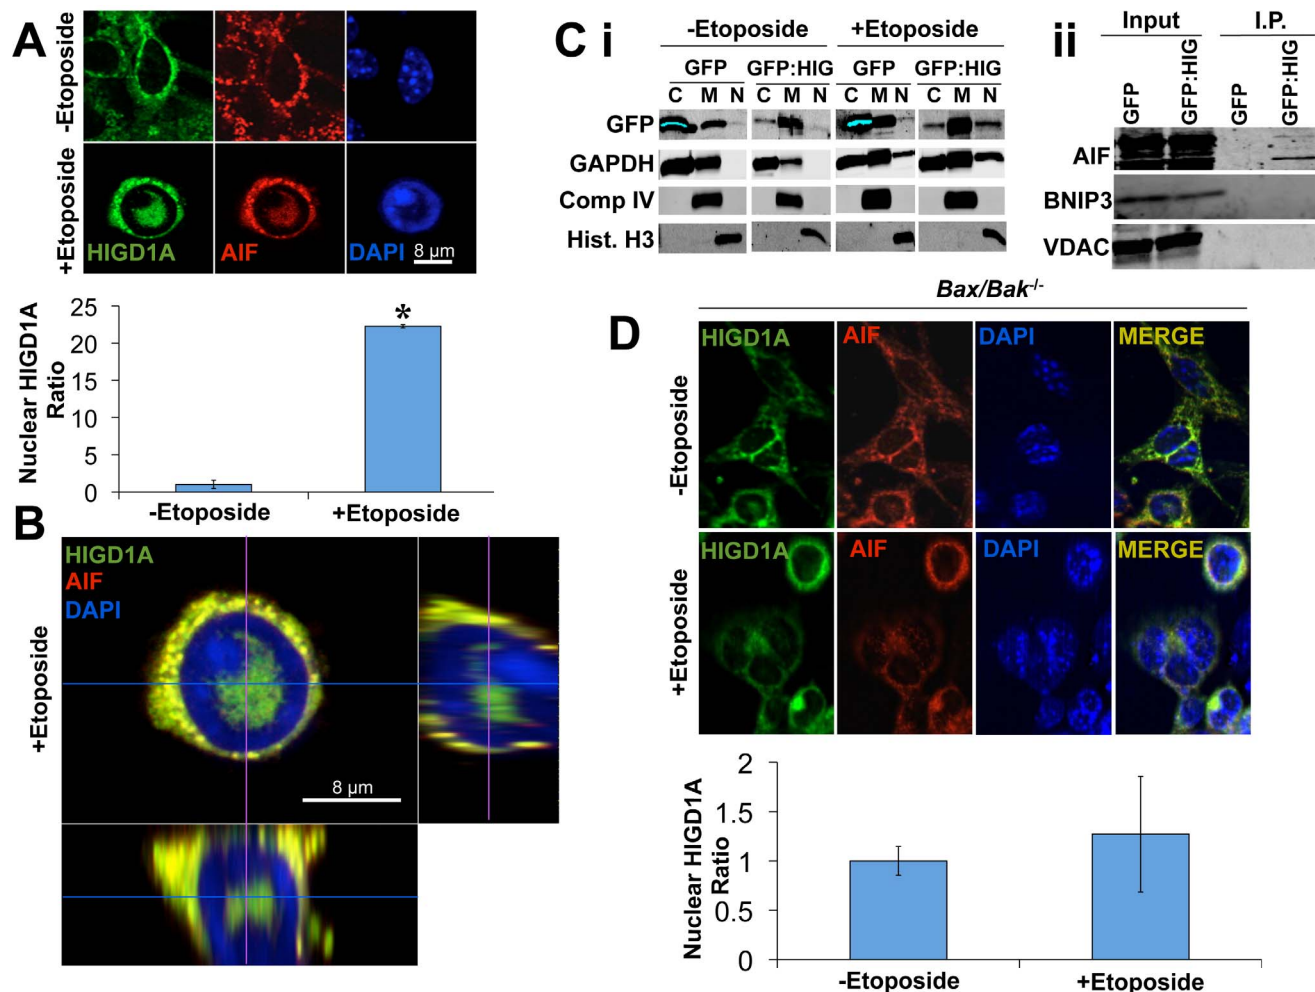 A
-Etoposide
+Etoposide
HIGD1A
AIF
DAPI
8 µm
Nuclear HIGD1A
Ratio
25
20
15
10
5
0
*
-Etoposide
+Etoposide
B
HIGD1A
AIF
DAPI
+Etoposide
8 µm
C i
-Etoposide +Etoposide
GFP GFP:HIG GFP GFP:HIG
C M N C M N C M N C M N
GFP
GAPDH
Comp IV
Hist. H3
ii
Input I.P.
GFP GFP:HIG GFP GFP:HIG
AIF
BNIP3
VDAC
Bax/Bak-/-
D
-Etoposide
HIGD1A AIF DAPI MERGE
+Etoposide
HIGD1A AIF DAPI MERGE
Nuclear HIGD1A
Ratio
2
1.5
1
0.5
0
-Etoposide
+Etoposide